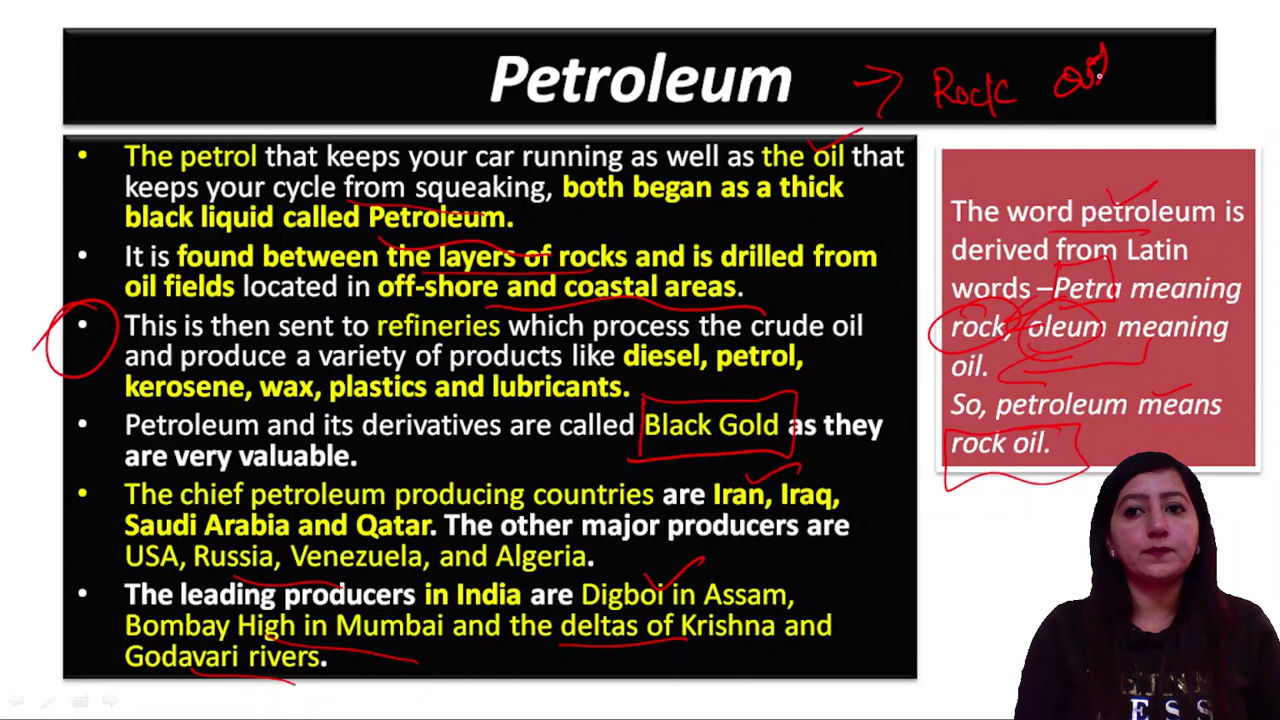 Petroleum → Rock Oil
• The petrol that keeps your car running as well as the oil that
keeps your cycle from squeaking, both began as a thick
black liquid called Petroleum.
• It is found between the layers of rocks and is drilled from
oil fields located in off-shore and coastal areas.
• This is then sent to refineries which process the crude oil
and produce a variety of products like diesel, petrol,
kerosene, wax, plastics and lubricants.
• Petroleum and its derivatives are called Black Gold as they
are very valuable.
• The chief petroleum producing countries are Iran, Iraq,
Saudi Arabia and Qatar. The other major producers are
USA, Russia, Venezuela, and Algeria.
• The leading producers in India are Digboi in Assam,
Bombay High in Mumbai and the deltas of Krishna and
Godavari rivers.
The word petroleum is
derived from Latin
words –Petra meaning
rock, oleum meaning
oil.
So, petroleum means
rock oil.
ESS